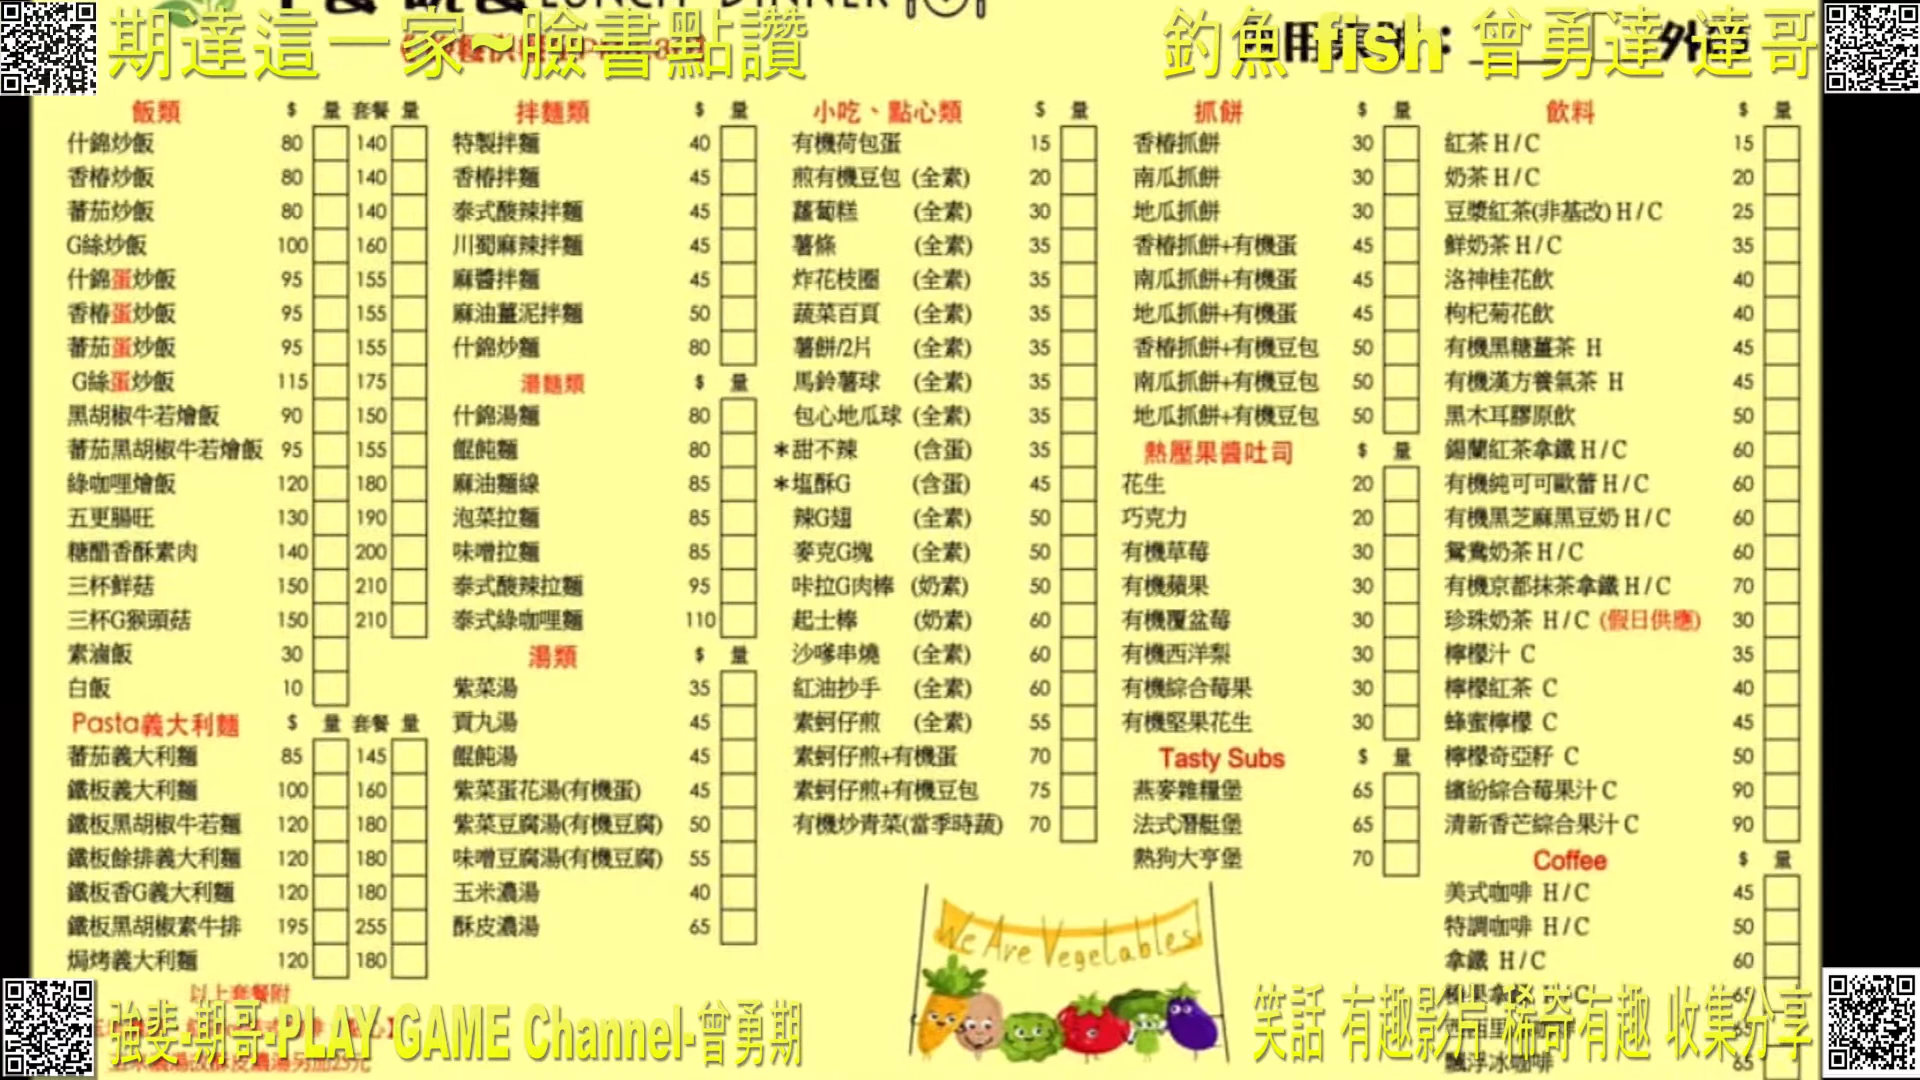 期達這一家~臉書點讚
釣魚 fish 曾勇達 達哥
飯類 $ 量 套餐 量
什錦炒飯 80 140
香椿炒飯 80 140
蕃茄炒飯 80 140
G絲炒飯 100 160
什錦蛋炒飯 95 155
香椿蛋炒飯 95 155
蕃茄蛋炒飯 95 155
G絲蛋炒飯 115 175
黑胡椒牛若燴飯 90 150
蕃茄黑胡椒牛若燴飯 95 155
綠咖哩燴飯 120 180
五更腸旺 130 190
糖醋香酥素肉 140 200
三杯鮮菇 150 210
三杯G猴頭菇 150 210
素滷飯 30
白飯 10
Pasta義大利麵 $ 量 套餐 量
蕃茄義大利麵 85 145
鐵板義大利麵 100 160
鐵板黑胡椒牛若麵 120 180
鐵板餘排義大利麵 120 180
鐵板香G義大利麵 120 180
鐵板黑胡椒素牛排 195 255
焗烤義大利麵 120 180
以上套餐附
拌麵類 $ 量
特製拌麵 40
香椿拌麵 45
泰式酸辣拌麵 45
川蜀麻辣拌麵 45
麻醬拌麵 45
麻油薑泥拌麵 50
什錦炒麵 80
湯麵類 $ 量
什錦湯麵 80
餛飩麵 80
麻油麵線 85
泡菜拉麵 85
味噌拉麵 85
泰式酸辣拉麵 95
泰式綠咖哩麵 110
湯類 $ 量
紫菜湯 35
貢丸湯 45
餛飩湯 45
紫菜蛋花湯(有機蛋) 45
紫菜豆腐湯(有機豆腐) 50
味噌豆腐湯(有機豆腐) 55
玉米濃湯 40
酥皮濃湯 65
小吃、點心類 $ 量
有機荷包蛋 15
煎有機豆包 (全素) 20
蘿蔔糕 (全素) 30
薯條 (全素) 35
炸花枝圈 (全素) 35
蔬菜百頁 (全素) 35
薯餅/2片 (全素) 35
馬鈴薯球 (全素) 35
包心地瓜球 (全素) 35
*甜不辣 (含蛋) 35
*塩酥G (含蛋) 45
辣G翅 (全素) 50
麥克G塊 (全素) 50
咔拉G肉棒 (奶素) 50
起士棒 (奶素) 60
沙嗲串燒 (全素) 60
紅油抄手 (全素) 60
素蚵仔煎 (全素) 55
素蚵仔煎+有機蛋 70
素蚵仔煎+有機豆包 75
有機炒青菜(當季時蔬) 70
抓餅 $ 量
香椿抓餅 30
南瓜抓餅 30
地瓜抓餅 30
香椿抓餅+有機蛋 45
南瓜抓餅+有機蛋 45
地瓜抓餅+有機蛋 45
香椿抓餅+有機豆包 50
南瓜抓餅+有機豆包 50
地瓜抓餅+有機豆包 50
熱壓果醬吐司 $ 量
花生 20
巧克力 20
有機草莓 30
有機蘋果 30
有機覆盆莓 30
有機西洋梨 30
有機綜合莓果 30
有機堅果花生 30
Tasty Subs $ 量
燕麥雜糧堡 65
法式潛艇堡 65
熱狗大亨堡 70
飲料 $ 量
紅茶 H/C 15
奶茶 H/C 20
豆漿紅茶(非基改) H/C 25
鮮奶茶 H/C 35
洛神桂花飲 40
枸杞菊花飲 40
有機黑糖薑茶 H 45
有機漢方養氣茶 H 45
黑木耳膠原飲 50
錫蘭紅茶拿鐵 H/C 60
有機純可可歐蕾 H/C 60
有機黑芝麻黑豆奶 H/C 60
鴛鴦奶茶 H/C 60
有機京都抹茶拿鐵 H/C 70
珍珠奶茶 H/C (假日供應) 30
檸檬汁 C 35
檸檬紅茶 C 40
蜂蜜檸檬 C 45
檸檬奇亞籽 C 50
繽紛綜合莓果汁 C 90
清新香芒綜合果汁 C 90
Coffee $ 量
美式咖啡 H/C 45
特調咖啡 H/C 50
拿鐵 H/C 60
飄浮冰咖啡 65
We Are Vegetables
強斐-期哥-PLAY GAME Channel-曾勇期
笑話 有趣影片 稀奇有趣 收集分享